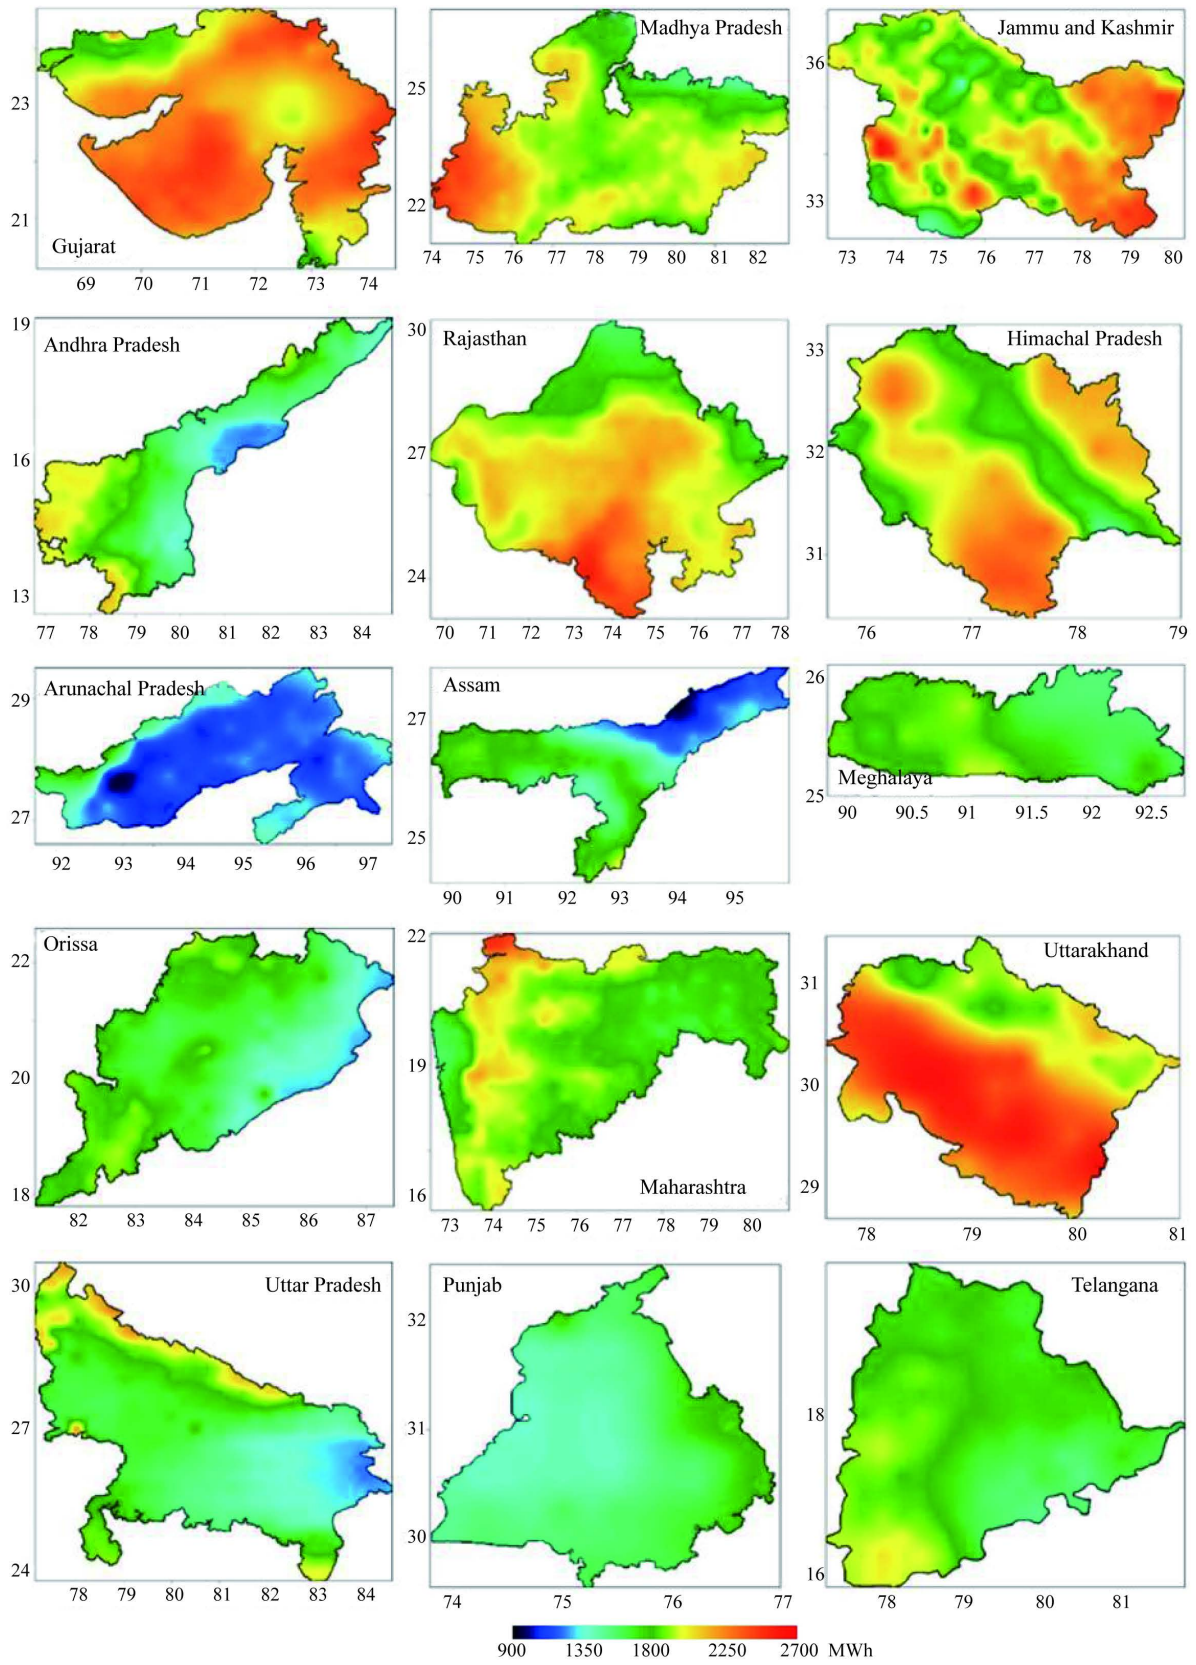 Gujarat
23
21
69 70 71 72 73 74
Madhya Pradesh
25
22
74 75 76 77 78 79 80 81 82
Jammu and Kashmir
36
33
73 74 75 76 77 78 79 80
Andhra Pradesh
19
16
13
77 78 79 80 81 82 83 84
Rajasthan
30
27
24
70 71 72 73 74 75 76 77 78
Himachal Pradesh
33
32
31
76 77 78 79
Arunachal Pradesh
29
27
92 93 94 95 96 97
Assam
27
25
90 91 92 93 94 95
26
Meghalaya
25
90 90.5 91 91.5 92 92.5
Orissa
22
20
18
82 83 84 85 86 87
22
19
16
Maharashtra
73 74 75 76 77 78 79 80
Uttarakhand
31
30
29
78 79 80 81
Uttar Pradesh
30
27
24
78 79 80 81 82 83 84
Punjab
32
31
30
74 75 76 77
Telangana
18
16
78 79 80 81
900 1350 1800 2250 2700 MWh